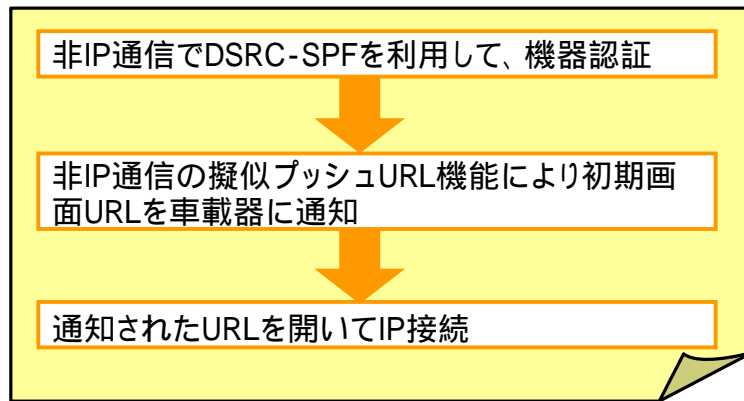 非IP通信でDSRC-SPFを利用して、機器認証
非IP通信の擬似プッシュURL機能により初期画
面URLを車載器に通知
通知されたURLを開いてIP接続